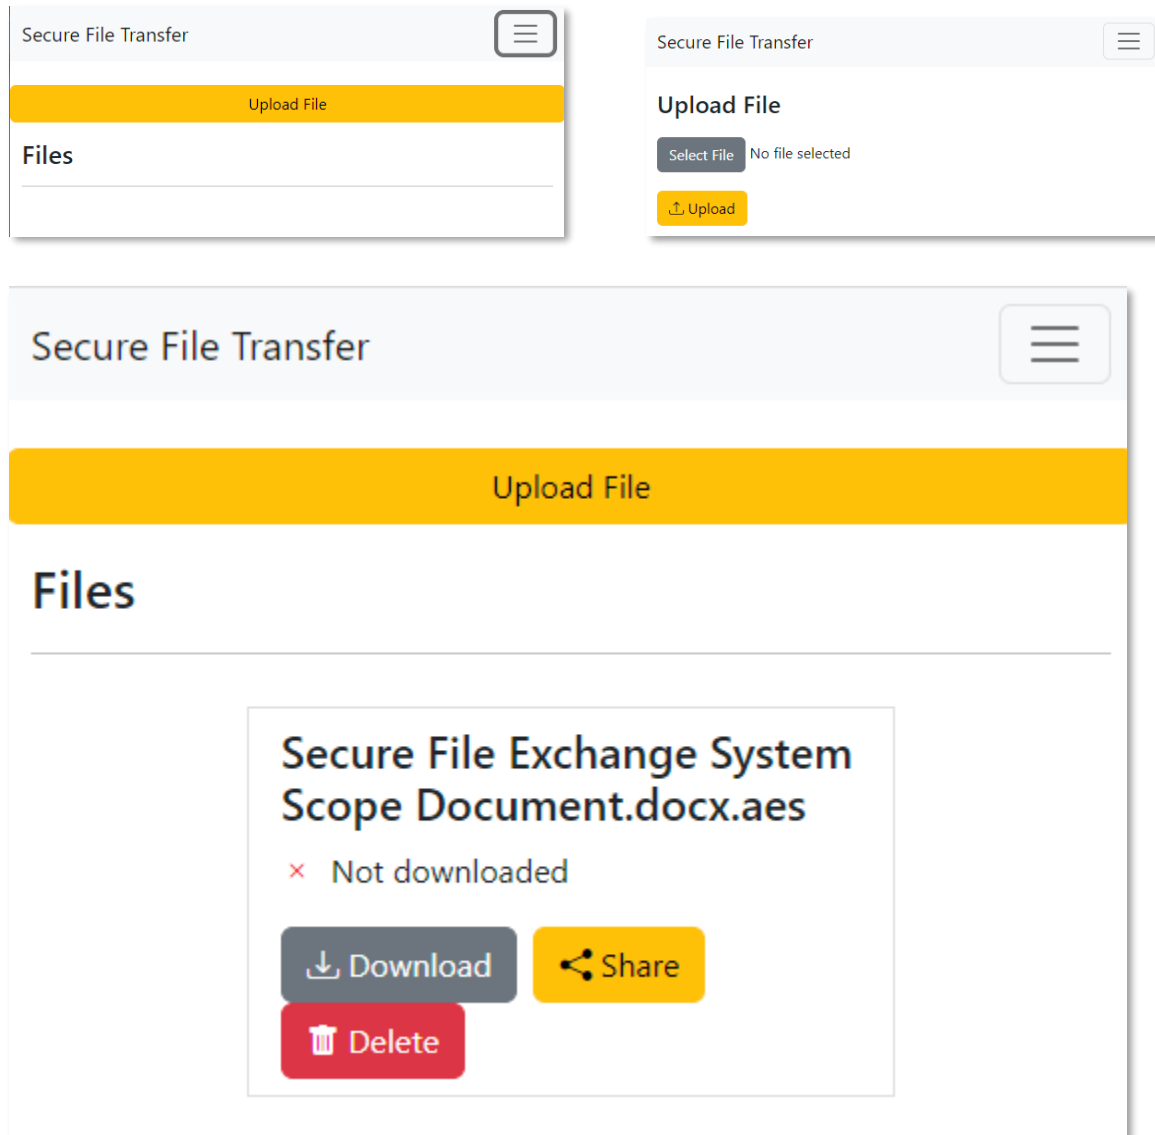 Secure File Transfer
Upload File
Files
Secure File Transfer
Upload File
Select File No file selected
Upload
Secure File Transfer
Upload File
Files
Secure File Exchange System
Scope Document.docx.aes
× Not downloaded
Download Share
Delete